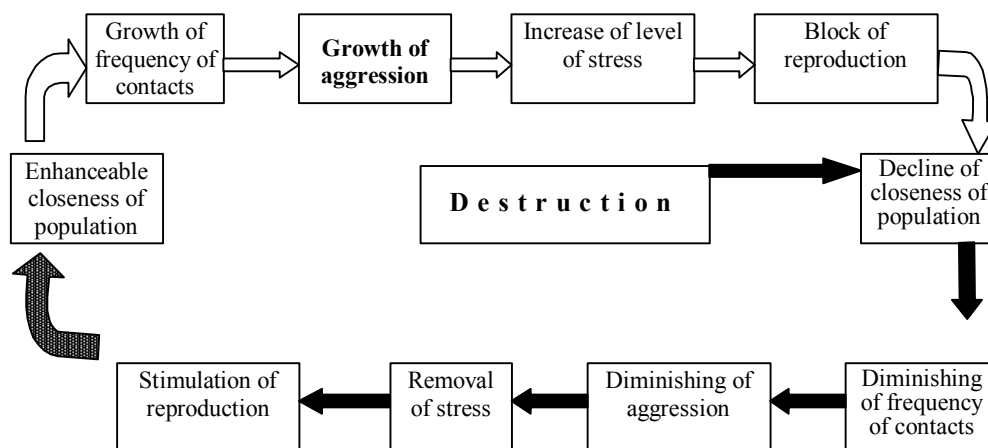 Growth of
frequency of
contacts
Growth of
aggression
Increase of level
of stress
Block of
reproduction
Enhanceable
closeness of
population
Destruction
Decline of
closeness of
population
Stimulation of
reproduction
Removal
of stress
Diminishing of
aggression
Diminishing
of frequency
of contacts